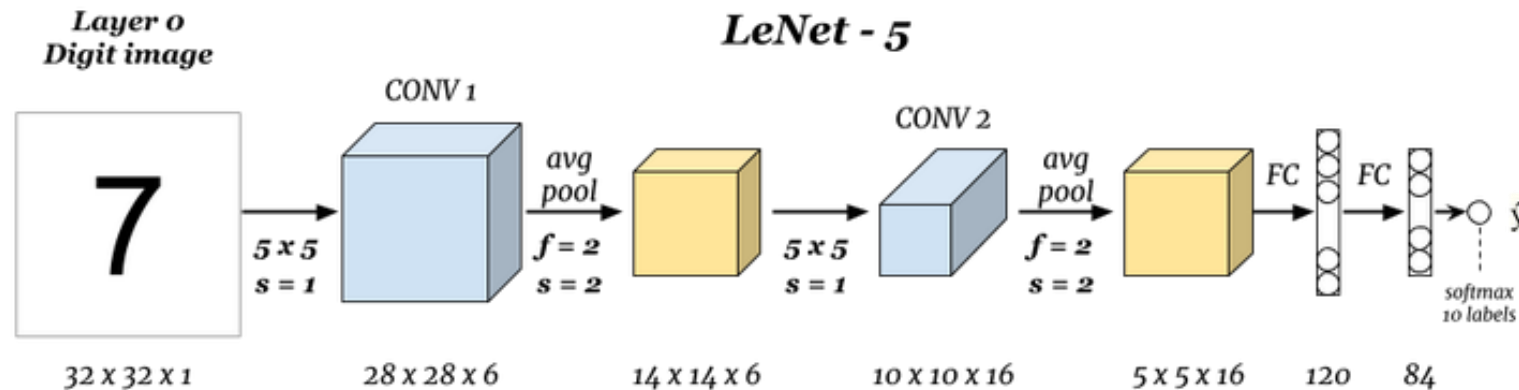 Layer 0
Digit image
LeNet - 5
7
32 x 32 x 1
5 x 5
s = 1
CONV 1
28 x 28 x 6
avg
pool
f = 2
s = 2
14 x 14 x 6
5 x 5
s = 1
CONV 2
10 x 10 x 16
avg
pool
f = 2
s = 2
5 x 5 x 16
FC
120
FC
84
softmax
10 labels